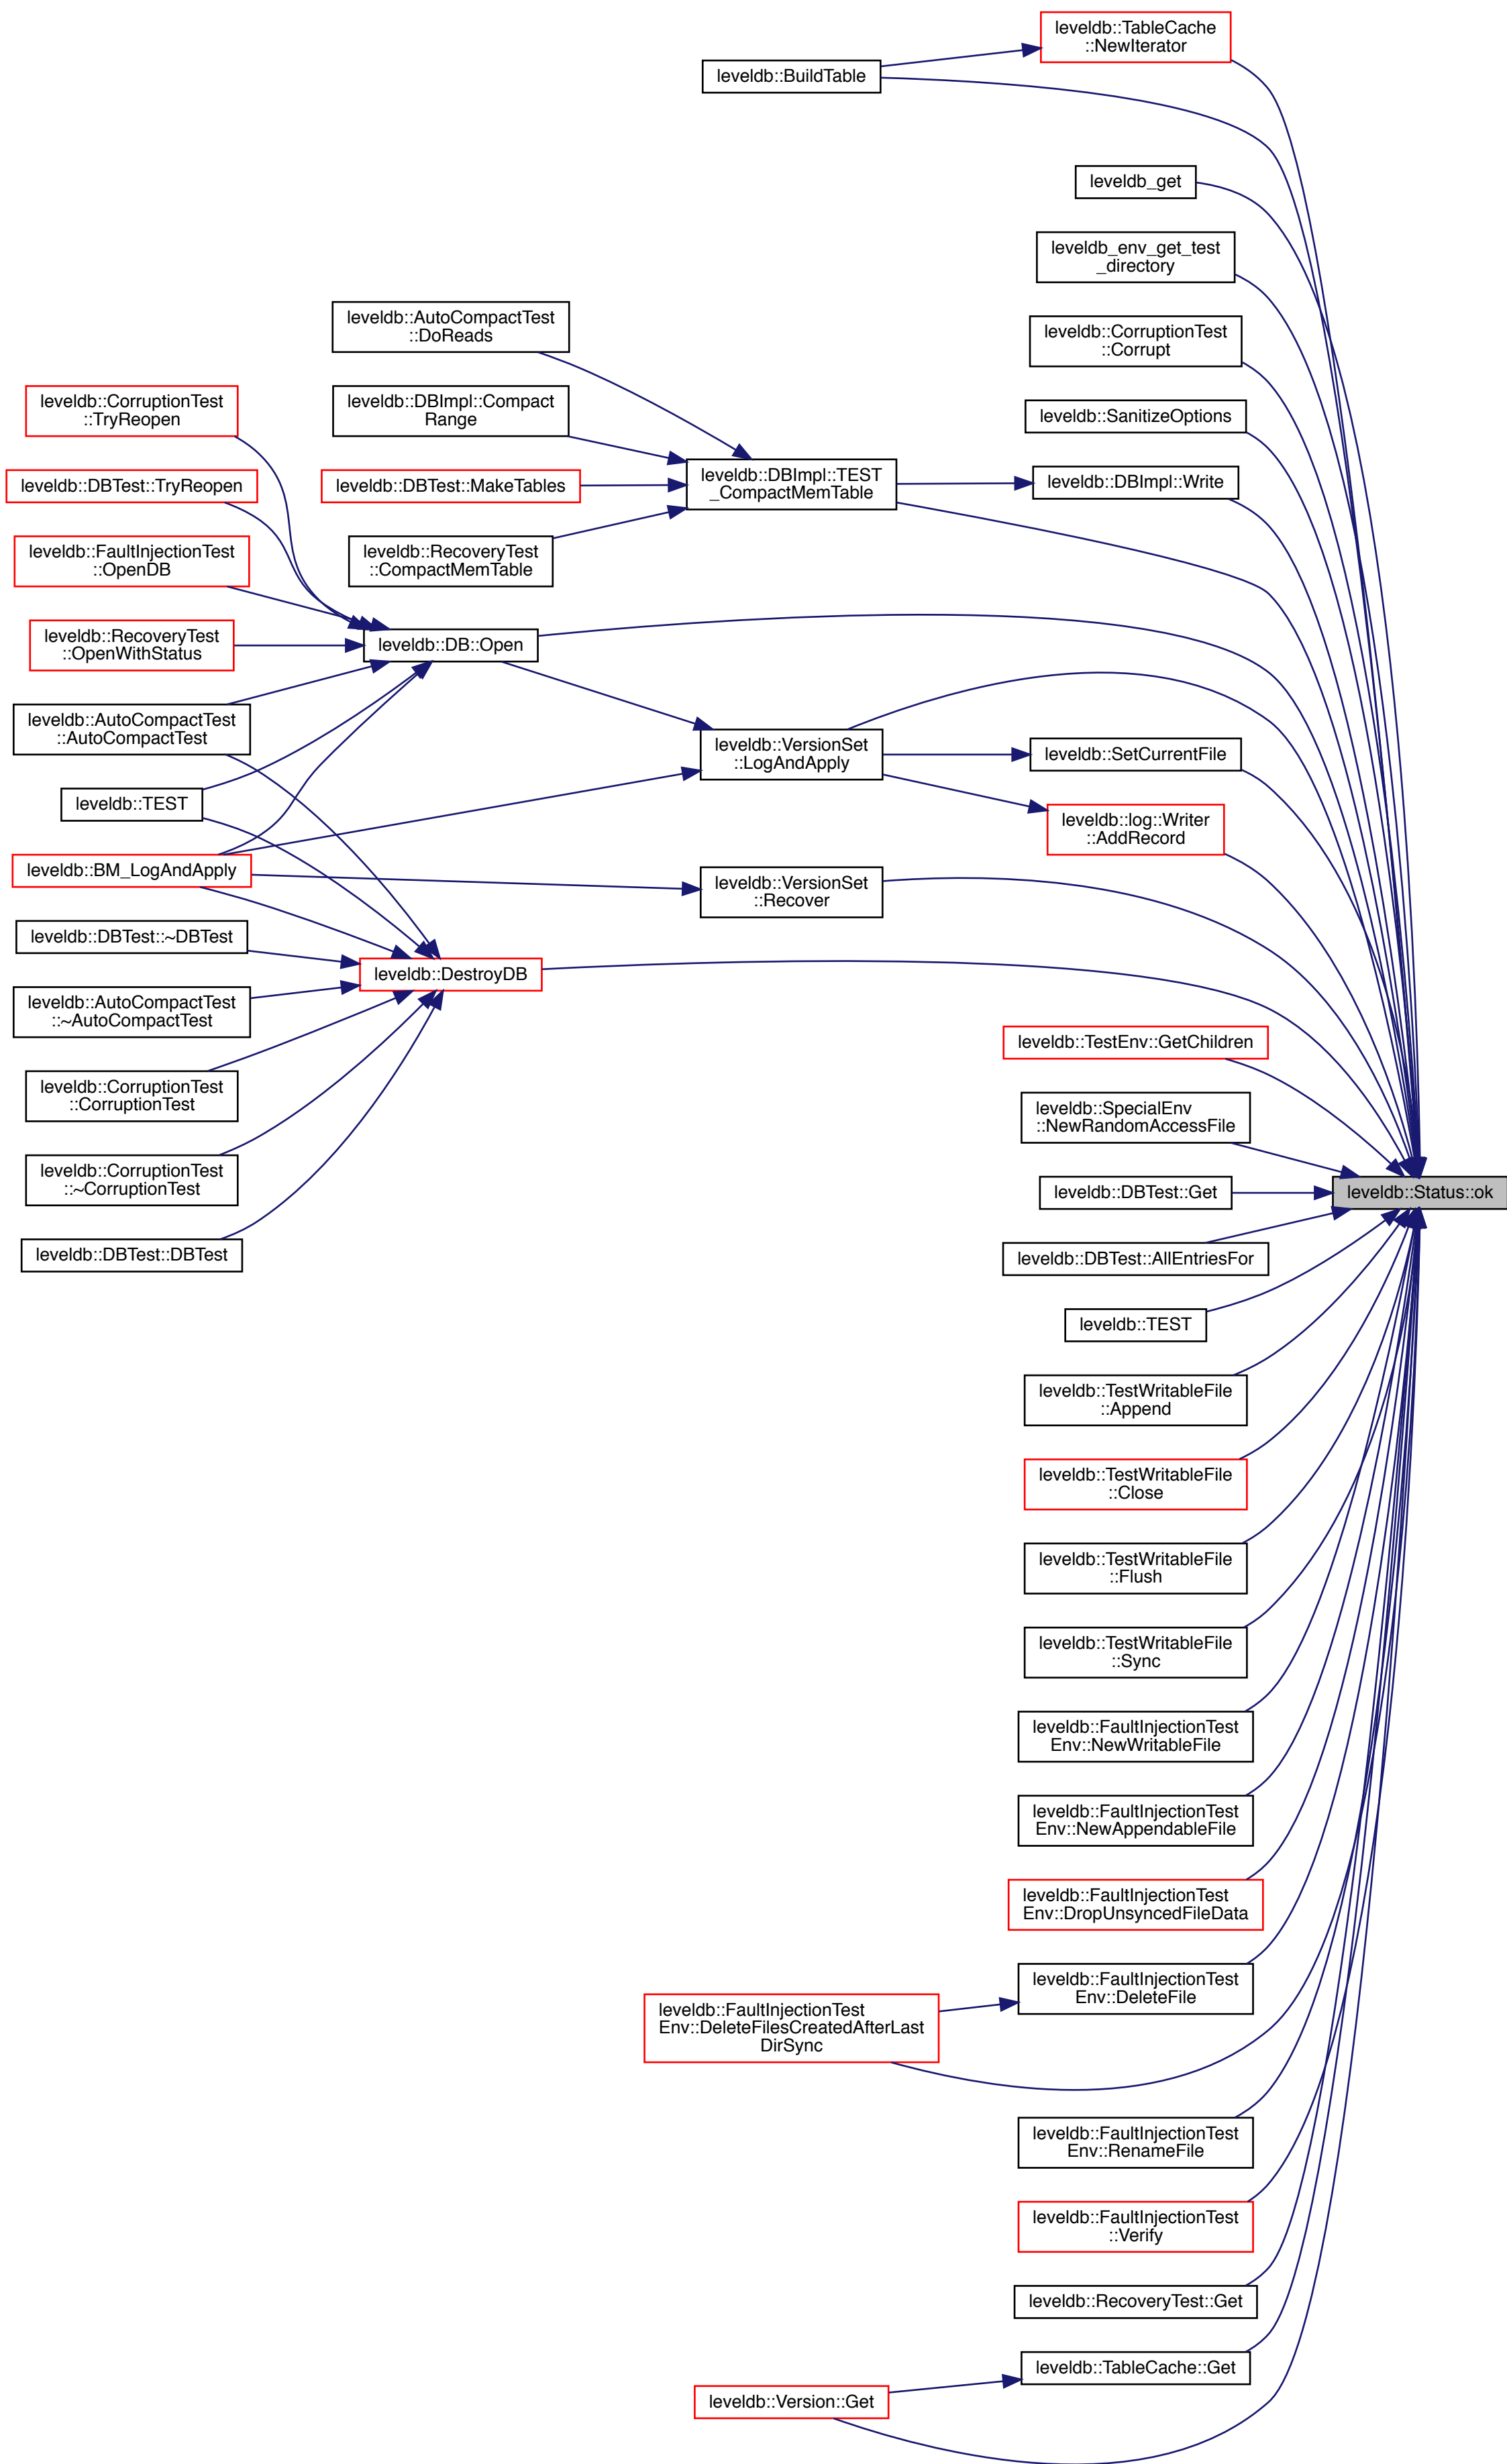 leveldb::TableCache
::NewIterator
leveldb::BuildTable
leveldb_get
leveldb_env_get_test
_directory
leveldb::AutoCompactTest
::DoReads
leveldb::CorruptionTest
::Corrupt
leveldb::CorruptionTest
::TryReopen
leveldb::DBImpl::Compact
Range
leveldb::SanitizeOptions
leveldb::DBTest::TryReopen
leveldb::DBTest::MakeTables
leveldb::DBImpl::TEST
_CompactMemTable
leveldb::DBImpl::Write
leveldb::FaultInjectionTest
::OpenDB
leveldb::RecoveryTest
::CompactMemTable
leveldb::RecoveryTest
::OpenWithStatus
leveldb::DB::Open
leveldb::AutoCompactTest
::AutoCompactTest
leveldb::VersionSet
::LogAndApply
leveldb::SetCurrentFile
leveldb::TEST
leveldb::log::Writer
::AddRecord
leveldb::BM_LogAndApply
leveldb::VersionSet
::Recover
leveldb::DBTest::~DBTest
leveldb::DestroyDB
leveldb::AutoCompactTest
::~AutoCompactTest
leveldb::TestEnv::GetChildren
leveldb::CorruptionTest
::CorruptionTest
leveldb::SpecialEnv
::NewRandomAccessFile
leveldb::CorruptionTest
::~CorruptionTest
leveldb::DBTest::Get
leveldb::Status::ok
leveldb::DBTest::DBTest
leveldb::DBTest::AllEntriesFor
leveldb::TEST
leveldb::TestWritableFile
::Append
leveldb::TestWritableFile
::Close
leveldb::TestWritableFile
::Flush
leveldb::TestWritableFile
::Sync
leveldb::FaultInjectionTest
Env::NewWritableFile
leveldb::FaultInjectionTest
Env::NewAppendableFile
leveldb::FaultInjectionTest
Env::DropUnsyncedFileData
leveldb::FaultInjectionTest
Env::DeleteFile
leveldb::FaultInjectionTest
Env::DeleteFilesCreatedAfterLast
DirSync
leveldb::FaultInjectionTest
Env::RenameFile
leveldb::FaultInjectionTest
::Verify
leveldb::RecoveryTest::Get
leveldb::TableCache::Get
leveldb::Version::Get